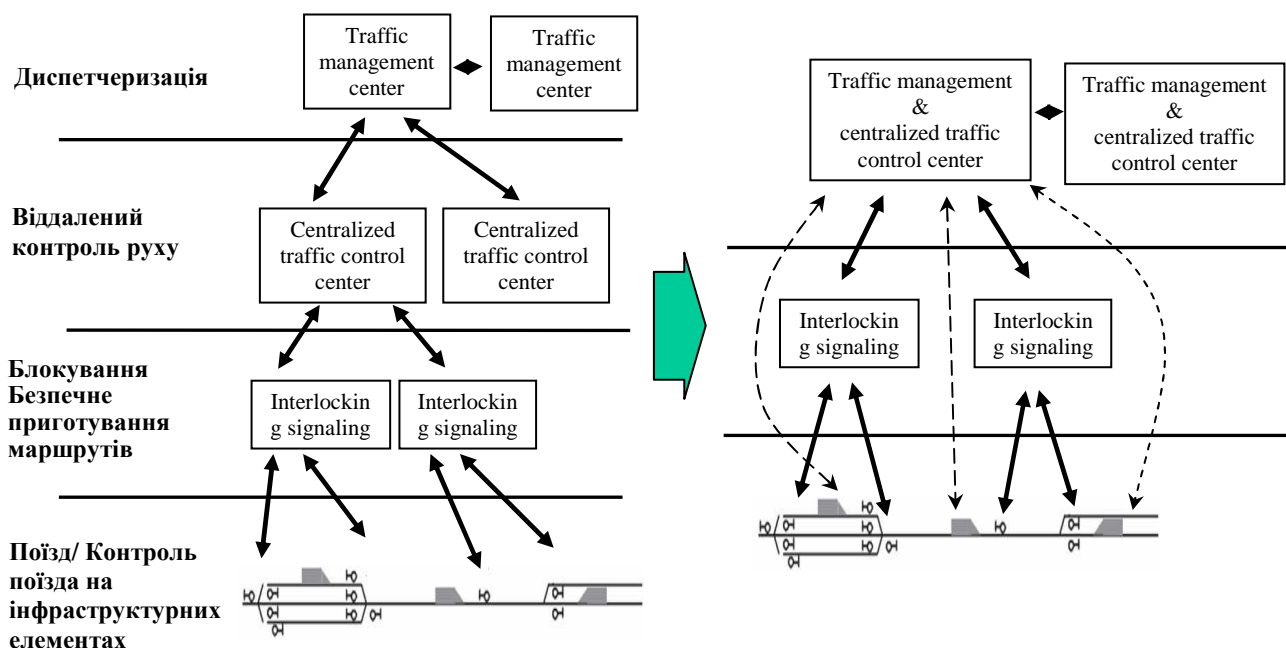 Диспетчеризація
Traffic
management
center
Traffic
management
center
Віддалений
контроль руху
Centralized
traffic control
center
Centralized
traffic control
center
Блокування
Безпечне
приготування
маршрутів
Interlockin
g signaling
Interlockin
g signaling
Поїзд/ Контроль
поїзда на
інфраструктурних
елементах
Traffic management
&
centralized traffic
control center
Traffic management
&
centralized traffic
control center
Interlockin
g signaling
Interlockin
g signaling